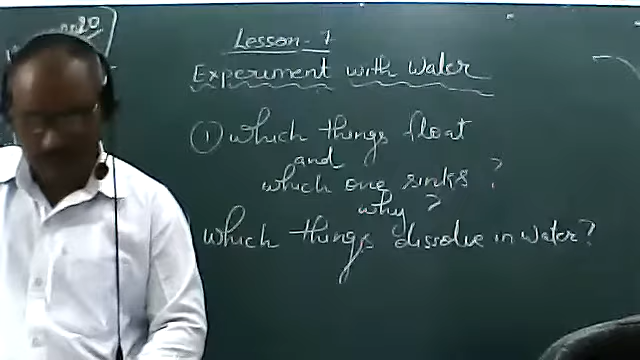 20
Lesson - 7
Experiment with Water
① Which things float
and
which one sinks ?
why ?
Which things dissolve in water ?